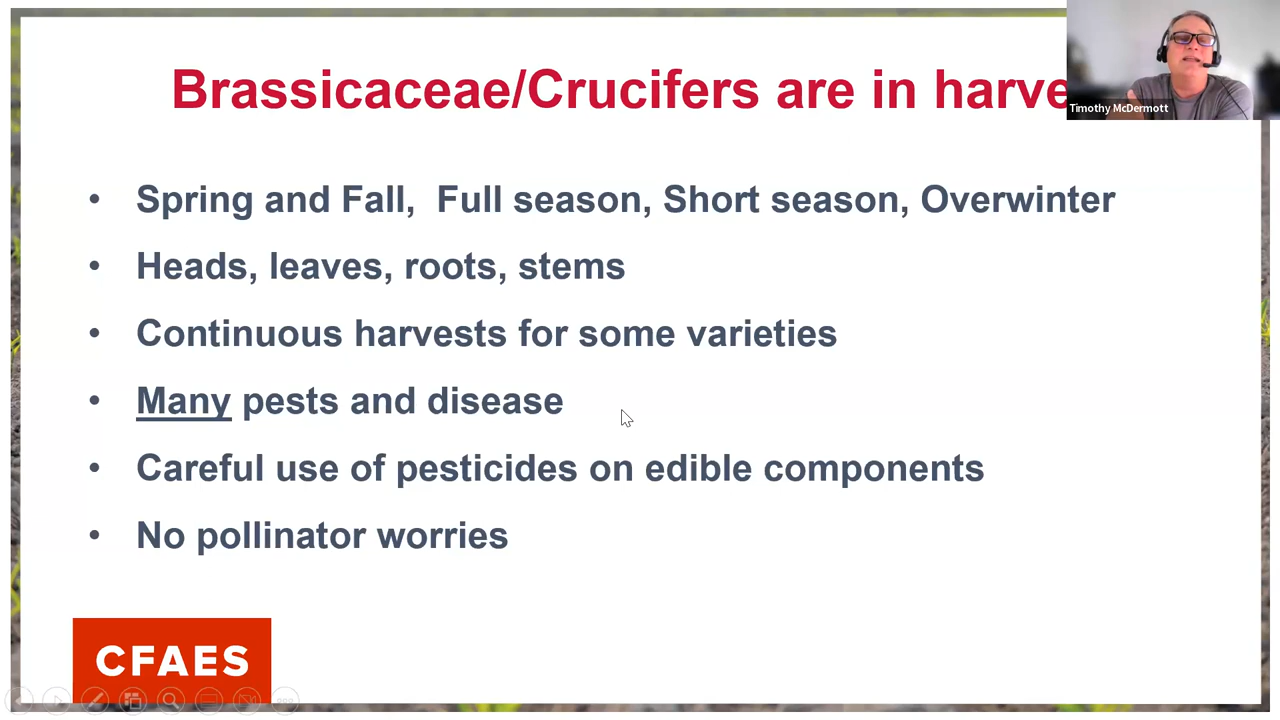 Brassicaceae/Crucifers are in
Timothy McDermott
• Spring and Fall, Full season, Short season, Overwinter
• Heads, leaves, roots, stems
• Continuous harvests for some varieties
• Many pests and disease
• Careful use of pesticides on edible components
• No pollinator worries
CFAES